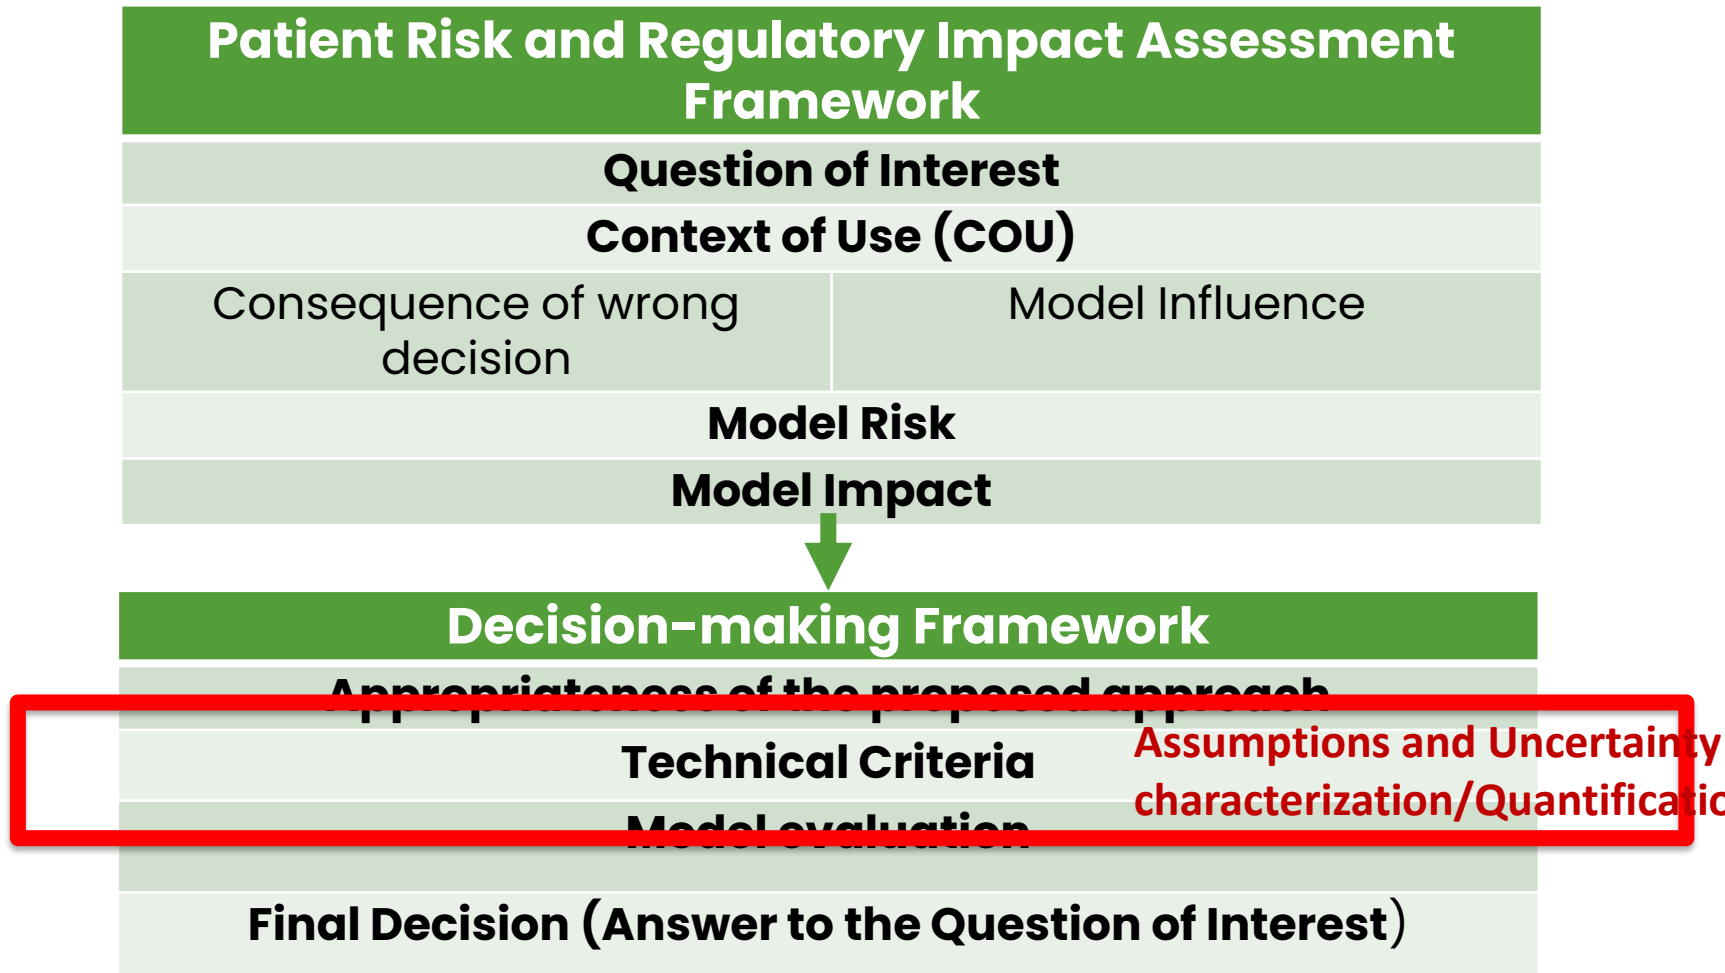 Patient Risk and Regulatory Impact Assessment
Framework
Question of Interest
Context of Use (COU)
Consequence of wrong
decision
Model Influence
Model Risk
Model Impact
Decision-making Framework
Appropriateness of the proposed approach
Technical Criteria
Assumptions and Uncertainty
characterization/Quantificatio
Model evaluation
Final Decision (Answer to the Question of Interest)